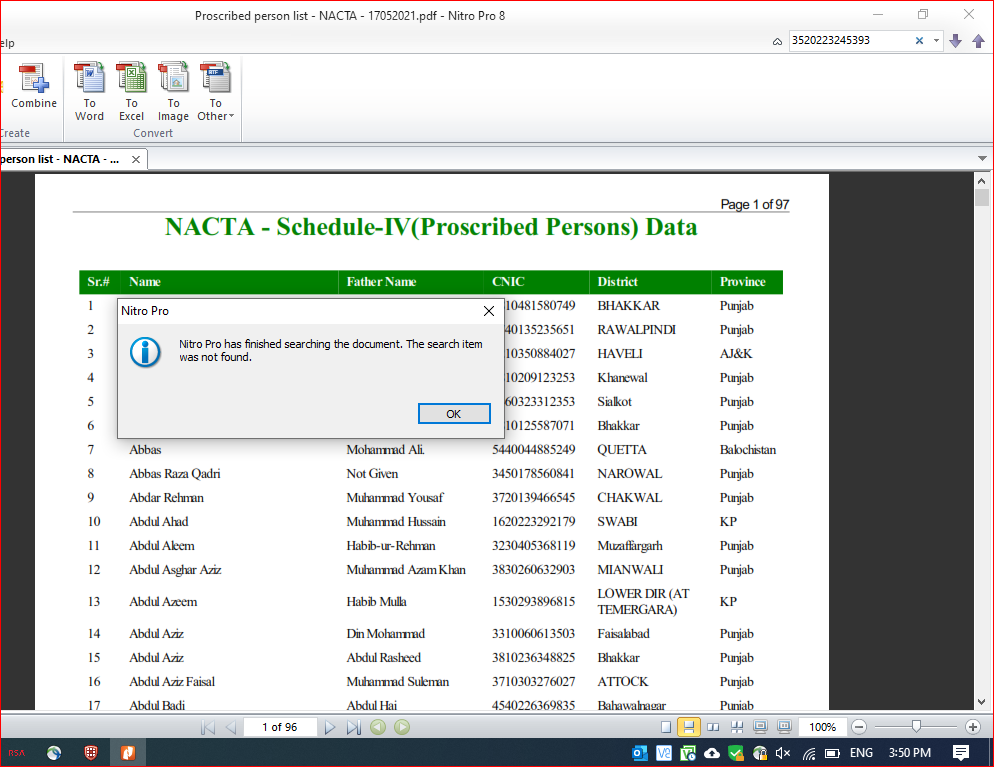 Proscribed person list - NACTA - 17052021.pdf - Nitro Pro 8
elp
3520223245393
Combine
To Word
To Excel
To Image
To Other
Create
Convert
person list - NACTA - ...
Page 1 of 97
NACTA - Schedule-IV(Proscribed Persons) Data
Sr.# Name Father Name CNIC District Province
1 10481580749 BHAKKAR Punjab
2 40135235651 RAWALPINDI Punjab
3 10350884027 HAVELI AJ&K
4 10209123253 Khanewal Punjab
5 60323312353 Sialkot Punjab
6 10125587071 Bhakkar Punjab
Nitro Pro
Nitro Pro has finished searching the document. The search item
was not found.
OK
7 Abbas Mohammad Ali. 5440044885249 QUETTA Balochistan
8 Abbas Raza Qadri Not Given 3450178560841 NAROWAL Punjab
9 Abdar Rehman Muhammad Yousaf 3720139466545 CHAKWAL Punjab
10 Abdul Ahad Muhammad Hussain 1620223292179 SWABI KP
11 Abdul Aleem Habib-ur-Rehman 3230405368119 Muzaffargarh Punjab
12 Abdul Asghar Aziz Muhammad Azam Khan 3830260632903 MIANWALI Punjab
13 Abdul Azeem Habib Mulla 1530293896815 LOWER DIR (AT TEMERGARA) KP
14 Abdul Aziz Din Mohammad 3310060613503 Faisalabad Punjab
15 Abdul Aziz Abdul Rasheed 3810236348825 Bhakkar Punjab
16 Abdul Aziz Faisal Muhammad Suleman 3710303276027 ATTOCK Punjab
17 Abdul Badi Abdul Hai 4540226369835 Bahawalnagar Punjab
1 of 96
100%
RSA
ENG
3:50 PM